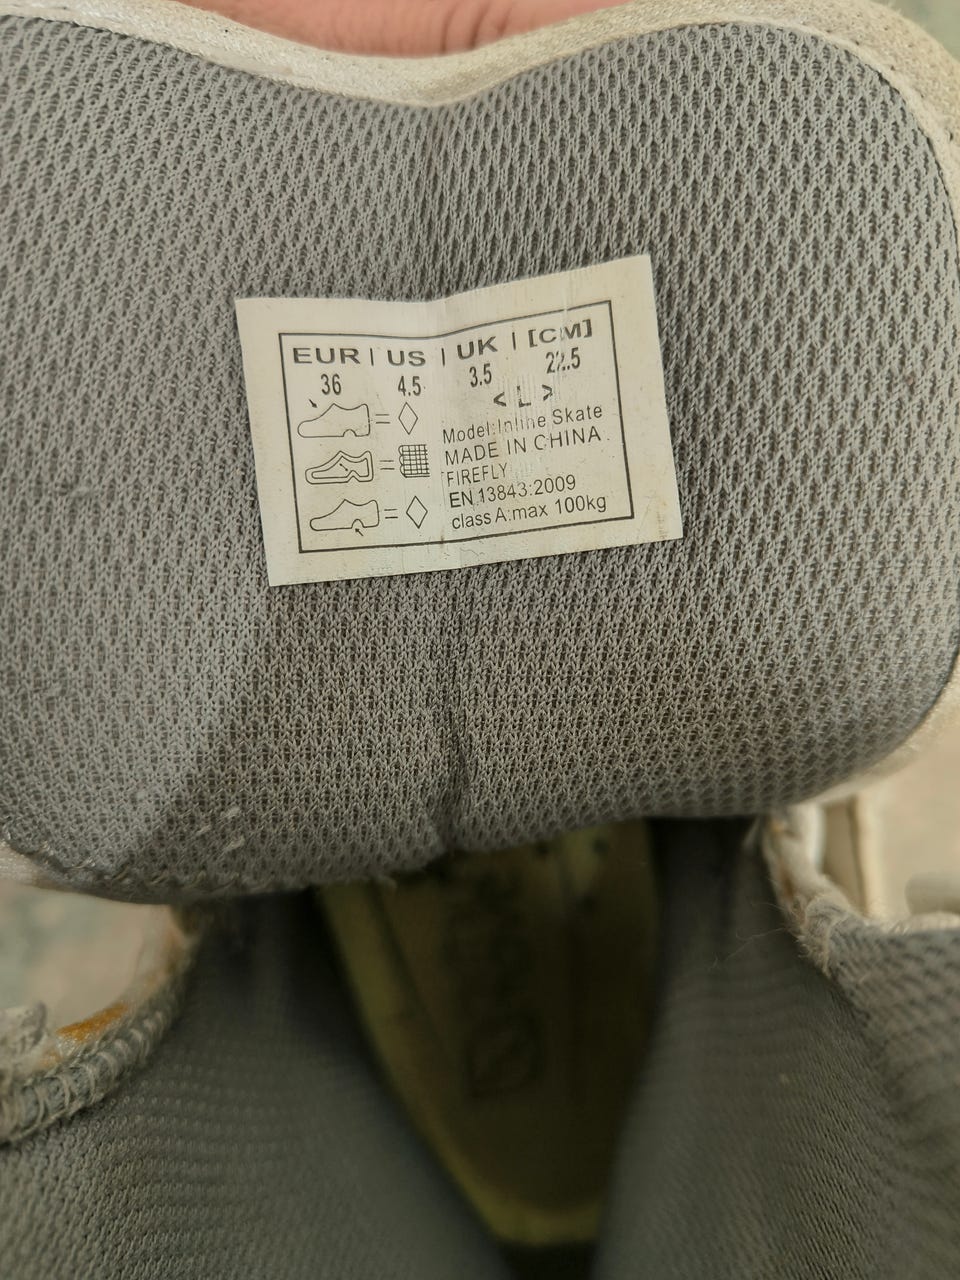 EUR | US | UK | [CM]
36 4.5 3.5 22.5
< L >
Model:Inline Skate
MADE IN CHINA.
FIREFLY
EN 13843:2009
class A:max 100kg